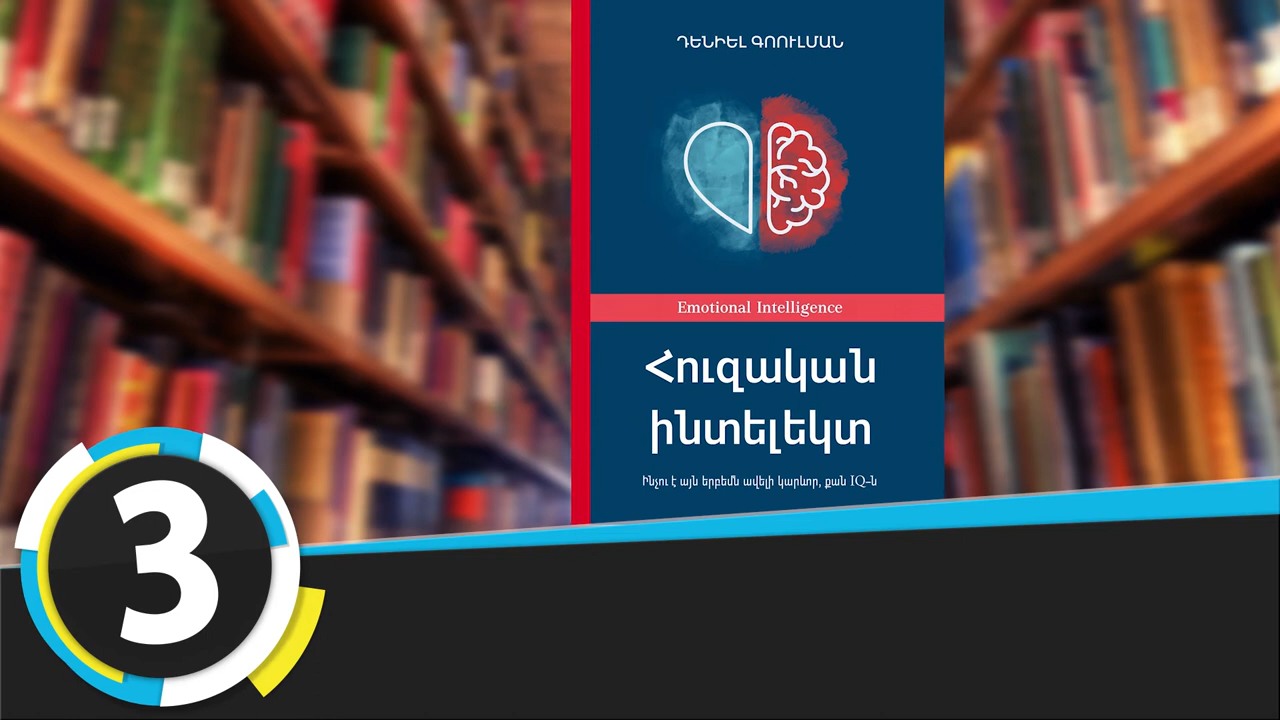 ԴԵՆԻԵԼ ԳՈՈՒԼՄԱՆ
Emotional Intelligence
Հուզական
ինտելեկտ
Ինչու է այն երբեմն ավելի կարևոր, քան IQ-ն
3